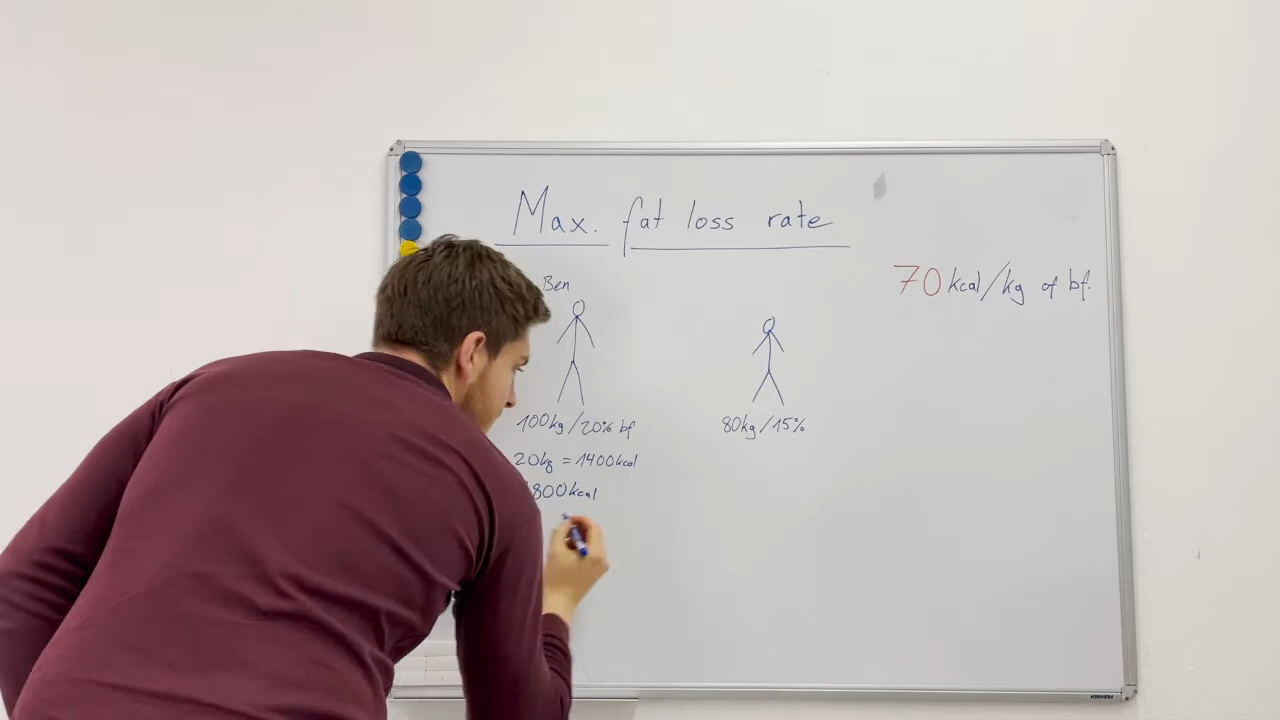 Max. fat loss rate
70 kcal/kg of bf.
Ben
100kg/20% bf
80kg/15%
20kg = 1400kcal
800kcal